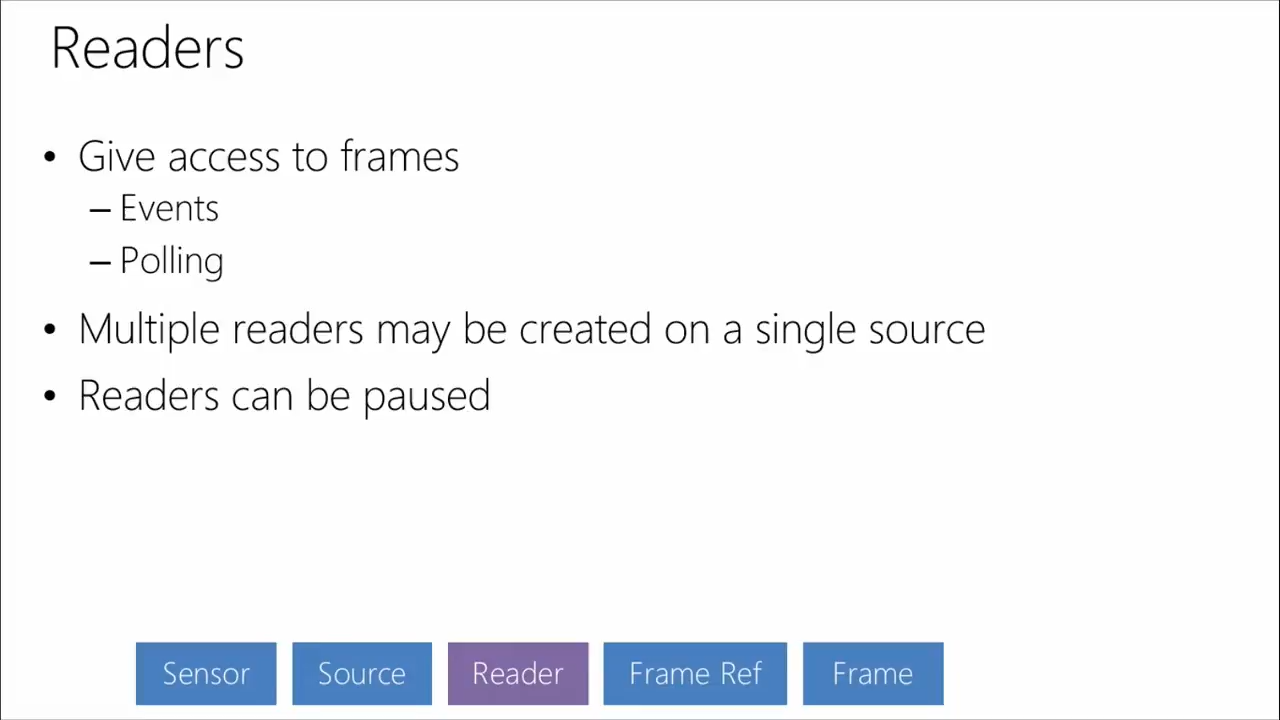 Readers
• Give access to frames
– Events
– Polling
• Multiple readers may be created on a single source
• Readers can be paused
Sensor Source Reader Frame Ref Frame